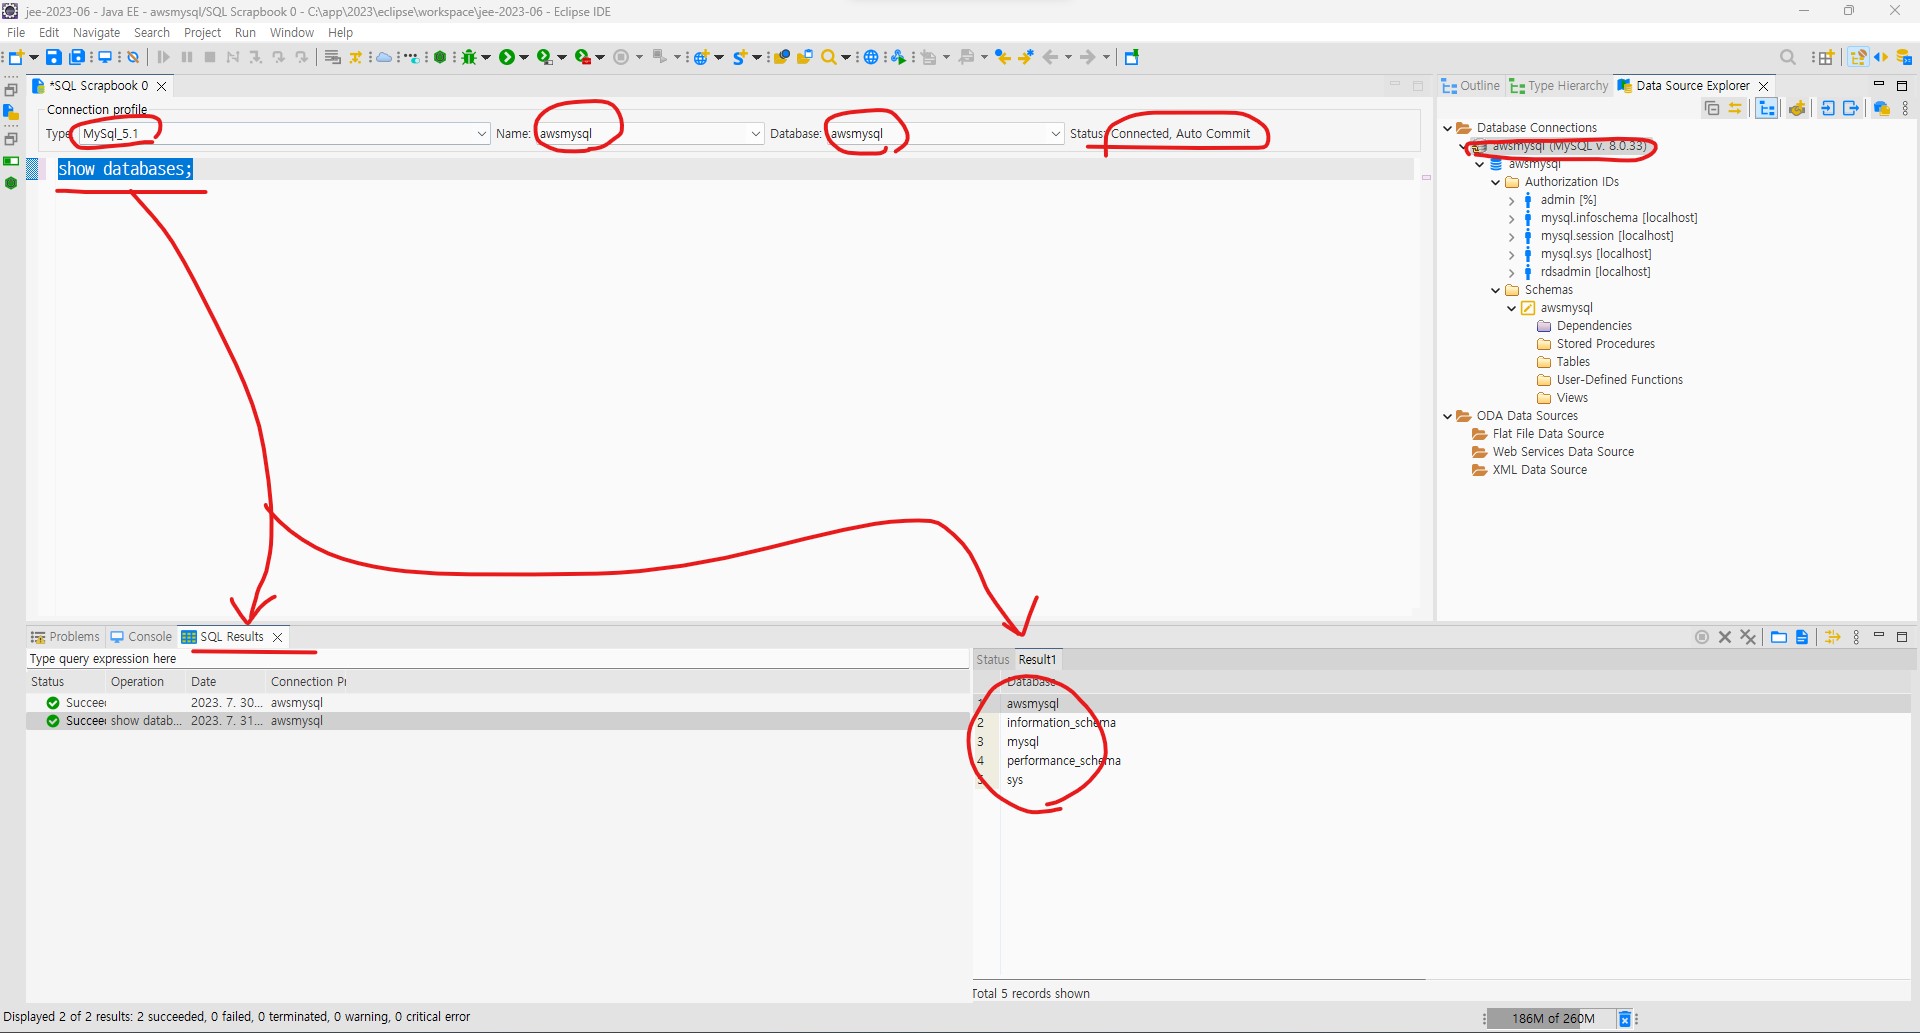 jee-2023-06 - Java EE - awsmysql/SQL Scrapbook 0 - C:\app\2023\eclipse\workspace\jee-2023-06 - Eclipse IDE
File Edit Navigate Search Project Run Window Help
*SQL Scrapbook 0
Connection profile
Type MySql_5.1 Name: awsmysql Database: awsmysql Status: Connected, Auto Commit
show databases;
Outline Type Hierarchy Data Source Explorer
Database Connections
awsmysql (MySQL v. 8.0.33)
awsmysql
Authorization IDs
admin [%]
mysql.infoschema [localhost]
mysql.session [localhost]
mysql.sys [localhost]
rdsadmin [localhost]
Schemas
awsmysql
Dependencies
Stored Procedures
Tables
User-Defined Functions
Views
ODA Data Sources
Flat File Data Source
Web Services Data Source
XML Data Source
Problems Console SQL Results
Type query expression here
Status Operation Date Connection Pr
Succee 2023. 7. 30... awsmysql
Succee show datab... 2023. 7. 31... awsmysql
Status Result1
Database
1 awsmysql
2 information_schema
3 mysql
4 performance_schema
5 sys
Total 5 records shown
Displayed 2 of 2 results: 2 succeeded, 0 failed, 0 terminated, 0 warning, 0 critical error
186M of 260M